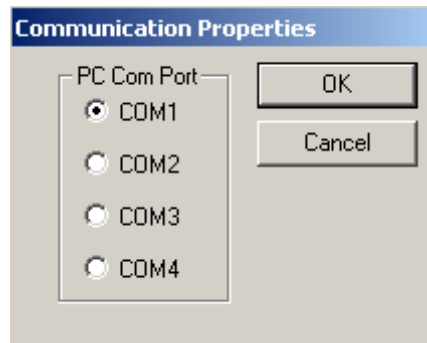 Communication Properties
PC Com Port
COM1
COM2
COM3
COM4
OK
Cancel